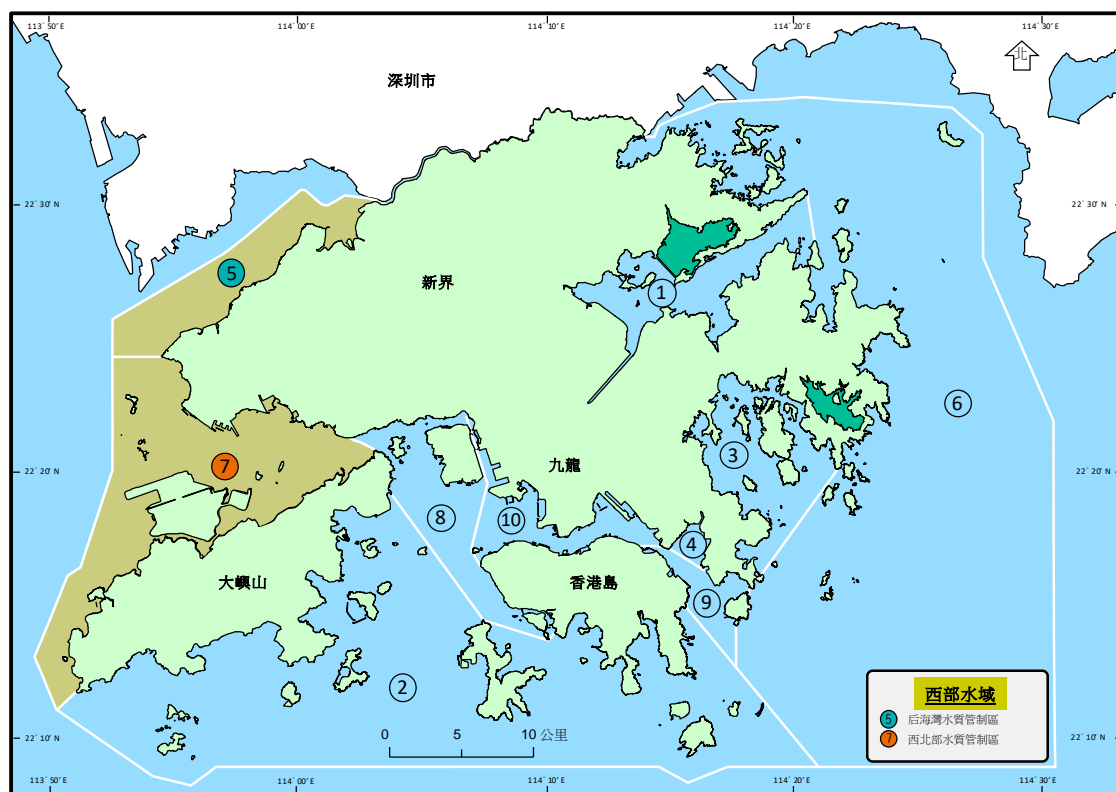 113° 50' E
114° 00' E
114° 10' E
114° 20' E
114° 30' E
北
深圳市
22° 30' N
22° 30' N
5
新界
1
6
3
22° 20' N
22° 20' N
7
九龍
8
10
4
大嶼山
香港島
9
西部水域
2
5 后海灣水質管制區
7 西北部水質管制區
0 5 10 公里
22° 10' N
22° 10' N
113° 50' E
114° 00' E
114° 10' E
114° 20' E
114° 30' E